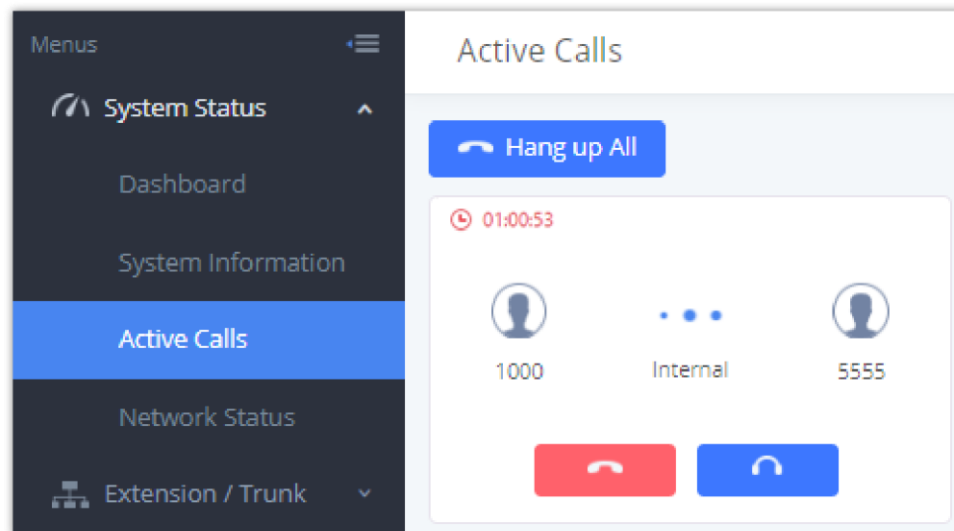 Menus
System Status
Dashboard
System Information
Active Calls
Network Status
Extension / Trunk
Active Calls
Hang up All
01:00:53
1000
Internal
5555